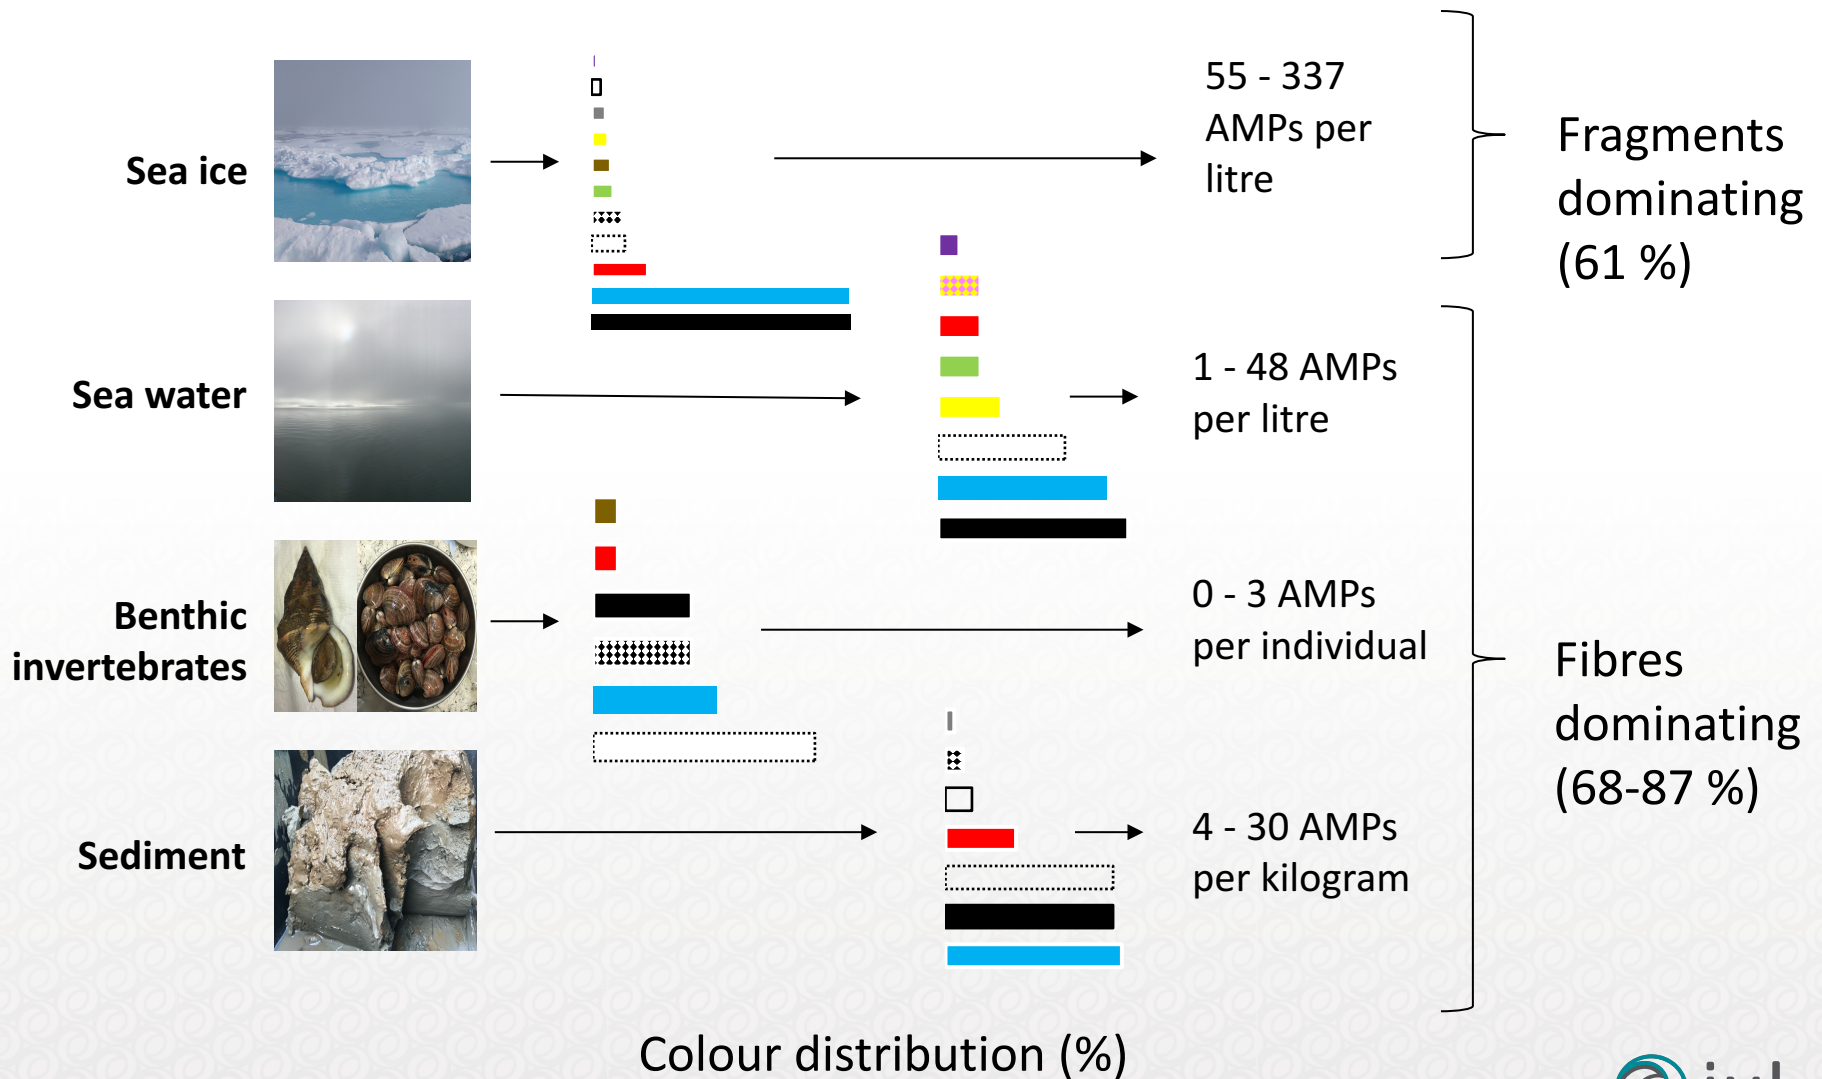 Sea ice
55 - 337
AMPs per
litre
Fragments
dominating
(61 %)
Sea water
1 - 48 AMPs
per litre
Benthic
invertebrates
0 - 3 AMPs
per individual
Fibres
dominating
(68-87 %)
Sediment
4 - 30 AMPs
per kilogram
Colour distribution (%)